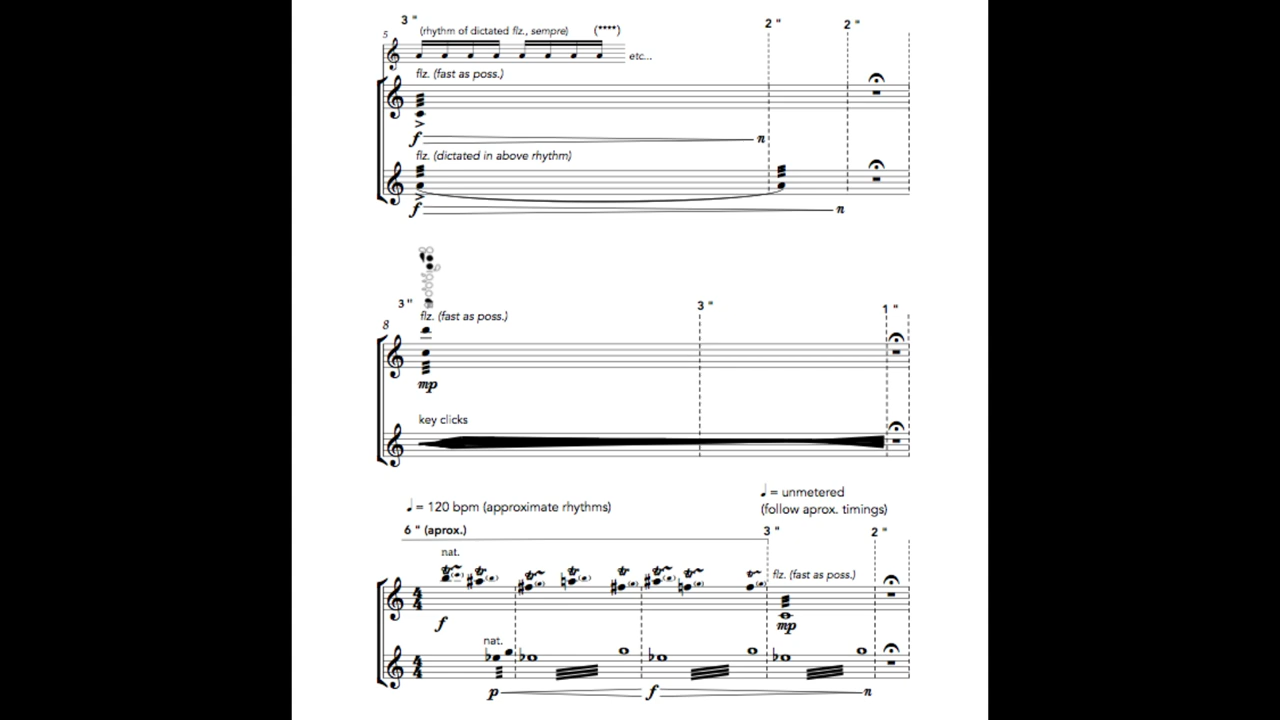 3 "
(rhythm of dictated flz., sempre) (****)
2 "
2 "
5
etc...
flz. (fast as poss.)
f
n
flz. (dictated in above rhythm)
f
n
3 "
3 "
1 "
8
flz. (fast as poss.)
mp
key clicks
♩ = 120 bpm (approximate rhythms)
♩ = unmetered
(follow aprox. timings)
6 " (aprox.)
3 "
2 "
nat.
flz. (fast as poss.)
4
4
f
mp
nat.
4
4
p
f
n